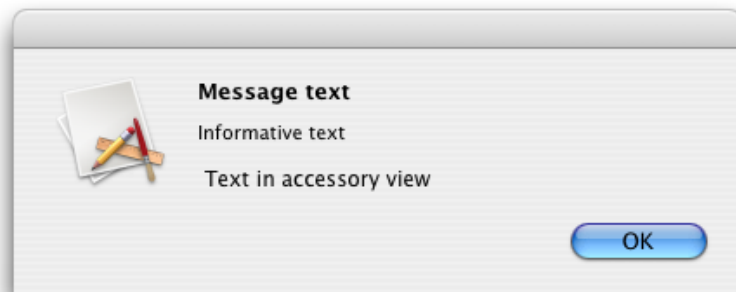 Message text
Informative text
Text in accessory view
OK